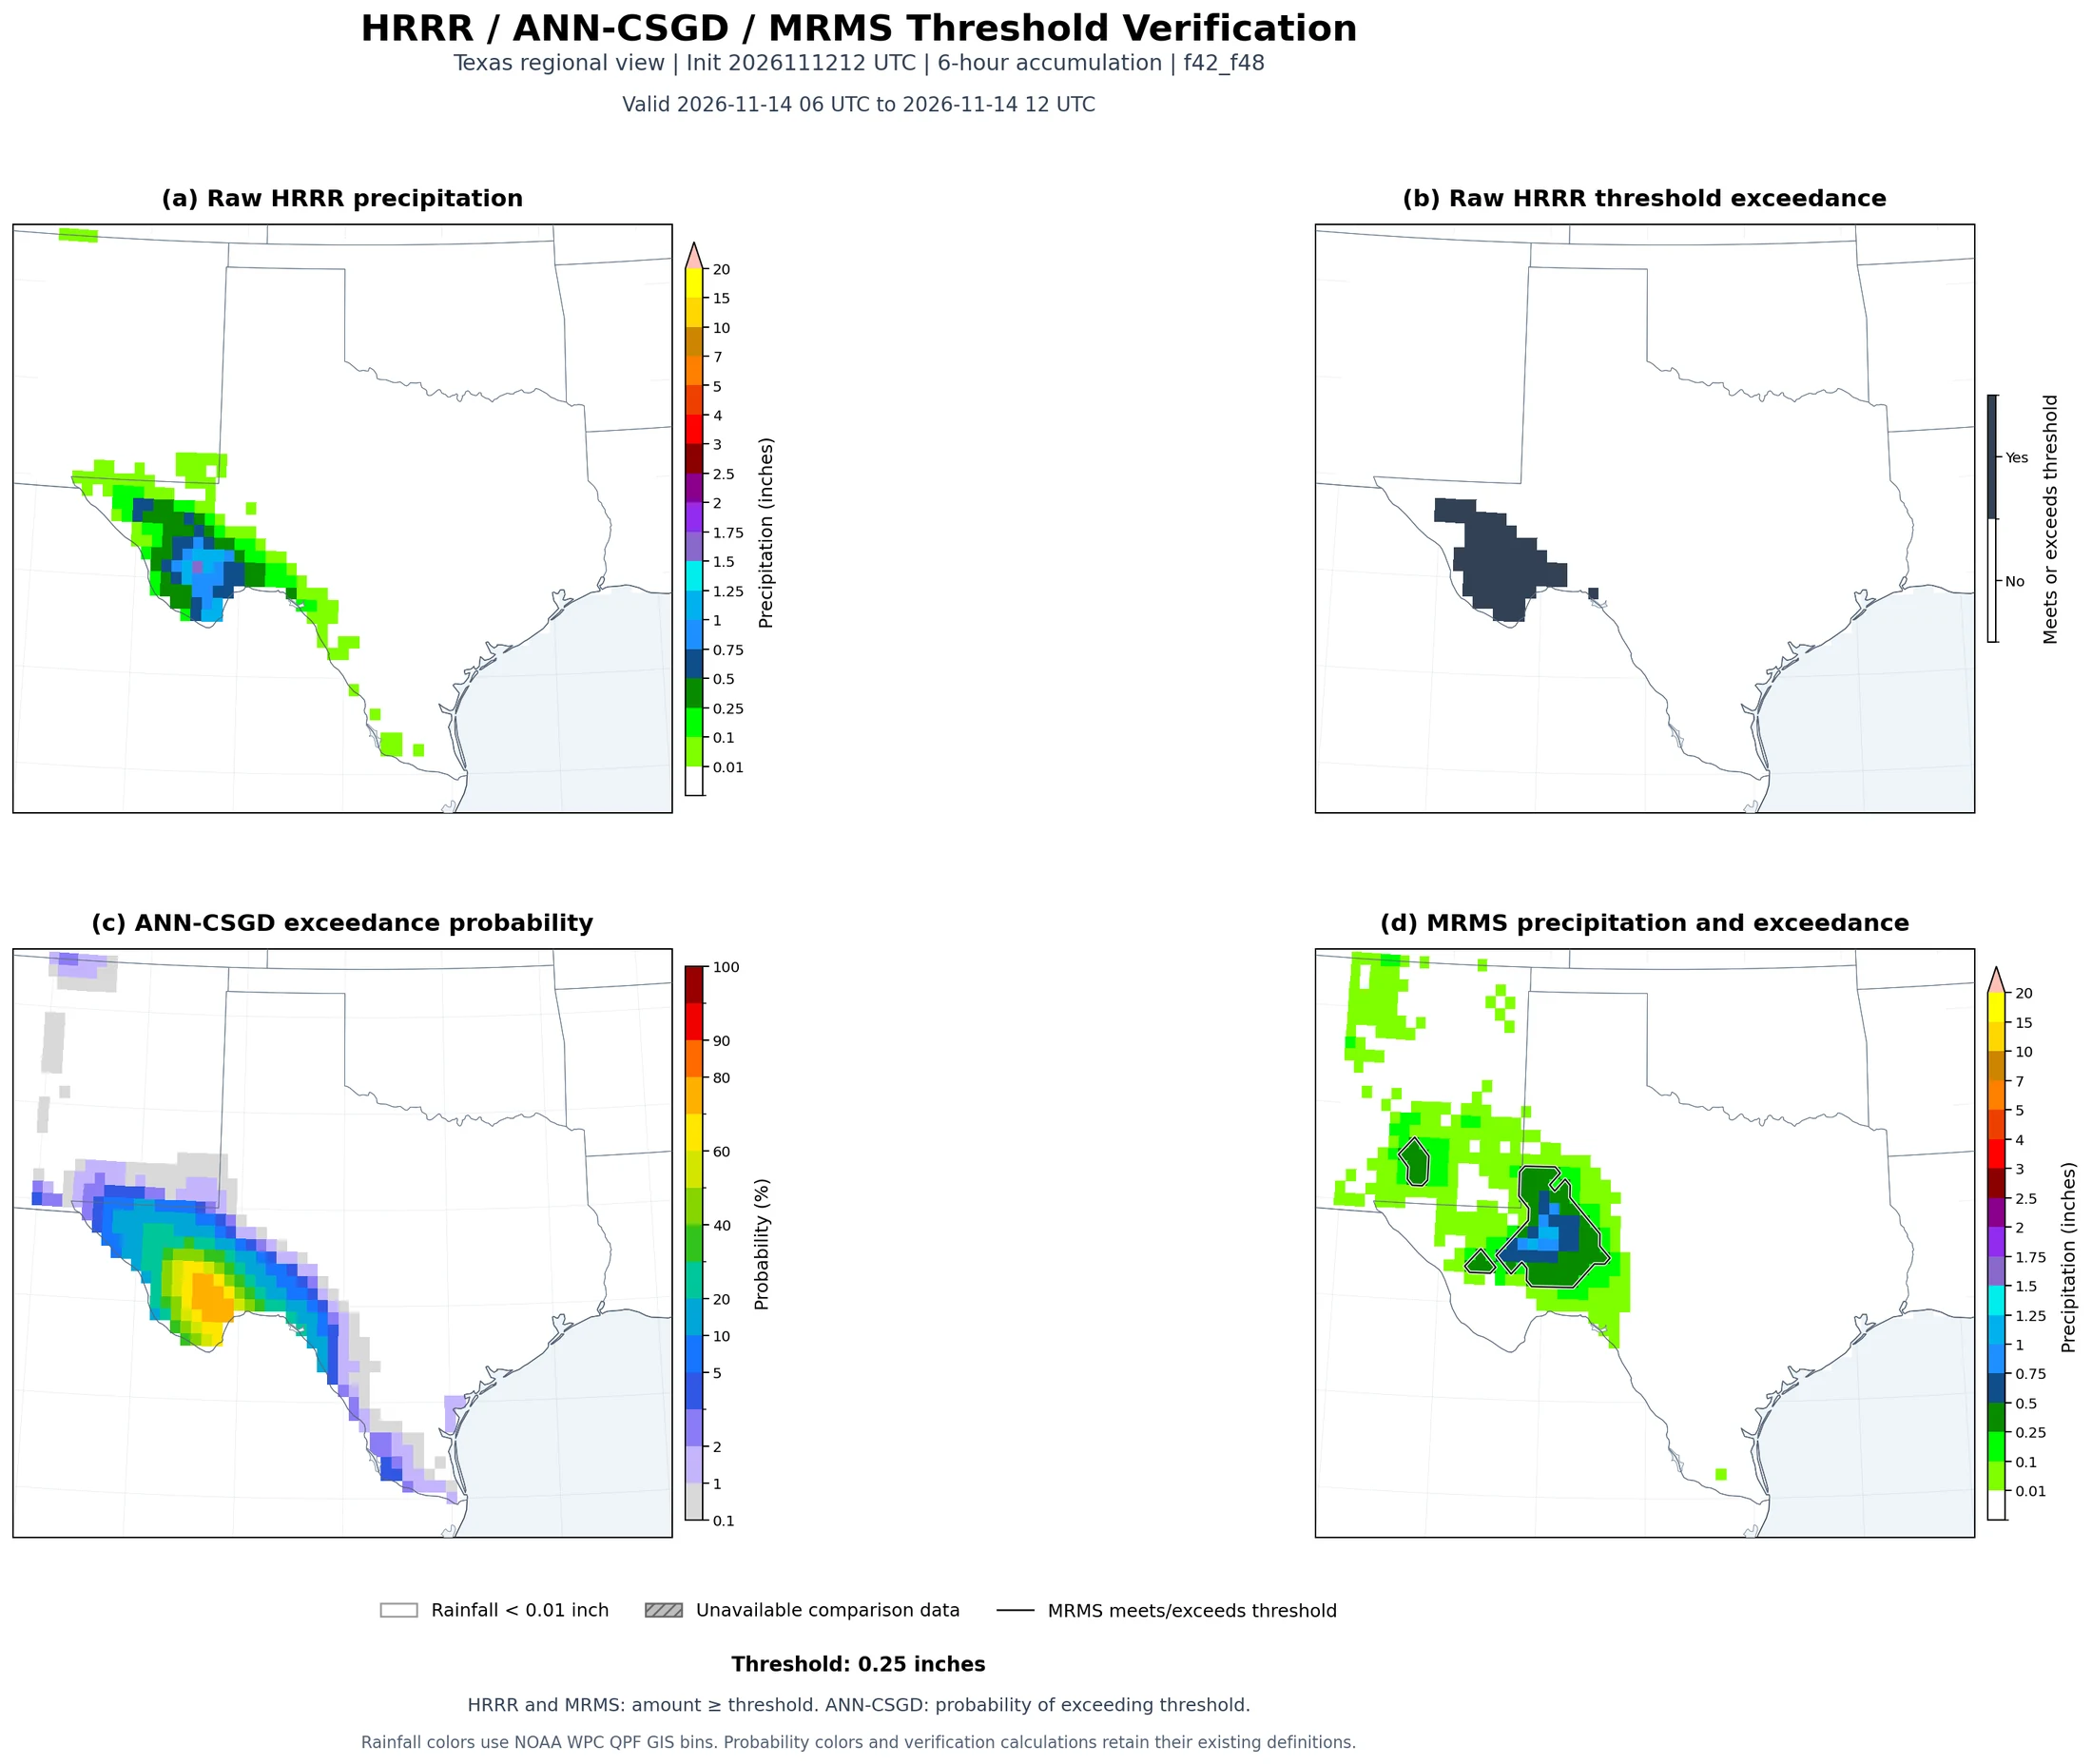 HRRR / ANN-CSGD / MRMS Threshold Verification
Texas regional view | Init 2026111212 UTC | 6-hour accumulation | f42_f48
Valid 2026-11-14 06 UTC to 2026-11-14 12 UTC
(a) Raw HRRR precipitation
20
15
10
7
5
4
3
2.5
2
1.75
1.5
1.25
1
0.75
0.5
0.25
0.1
0.01
Precipitation (inches)
(b) Raw HRRR threshold exceedance
Yes
No
Meets or exceeds threshold
(c) ANN-CSGD exceedance probability
100
90
80
60
40
20
10
5
2
1
0.1
Probability (%)
(d) MRMS precipitation and exceedance
20
15
10
7
5
4
3
2.5
2
1.75
1.5
1.25
1
0.75
0.5
0.25
0.1
0.01
Precipitation (inches)
Rainfall < 0.01 inch
Unavailable comparison data
MRMS meets/exceeds threshold
Threshold: 0.25 inches
HRRR and MRMS: amount ≥ threshold. ANN-CSGD: probability of exceeding threshold.
Rainfall colors use NOAA WPC QPF GIS bins. Probability colors and verification calculations retain their existing definitions.